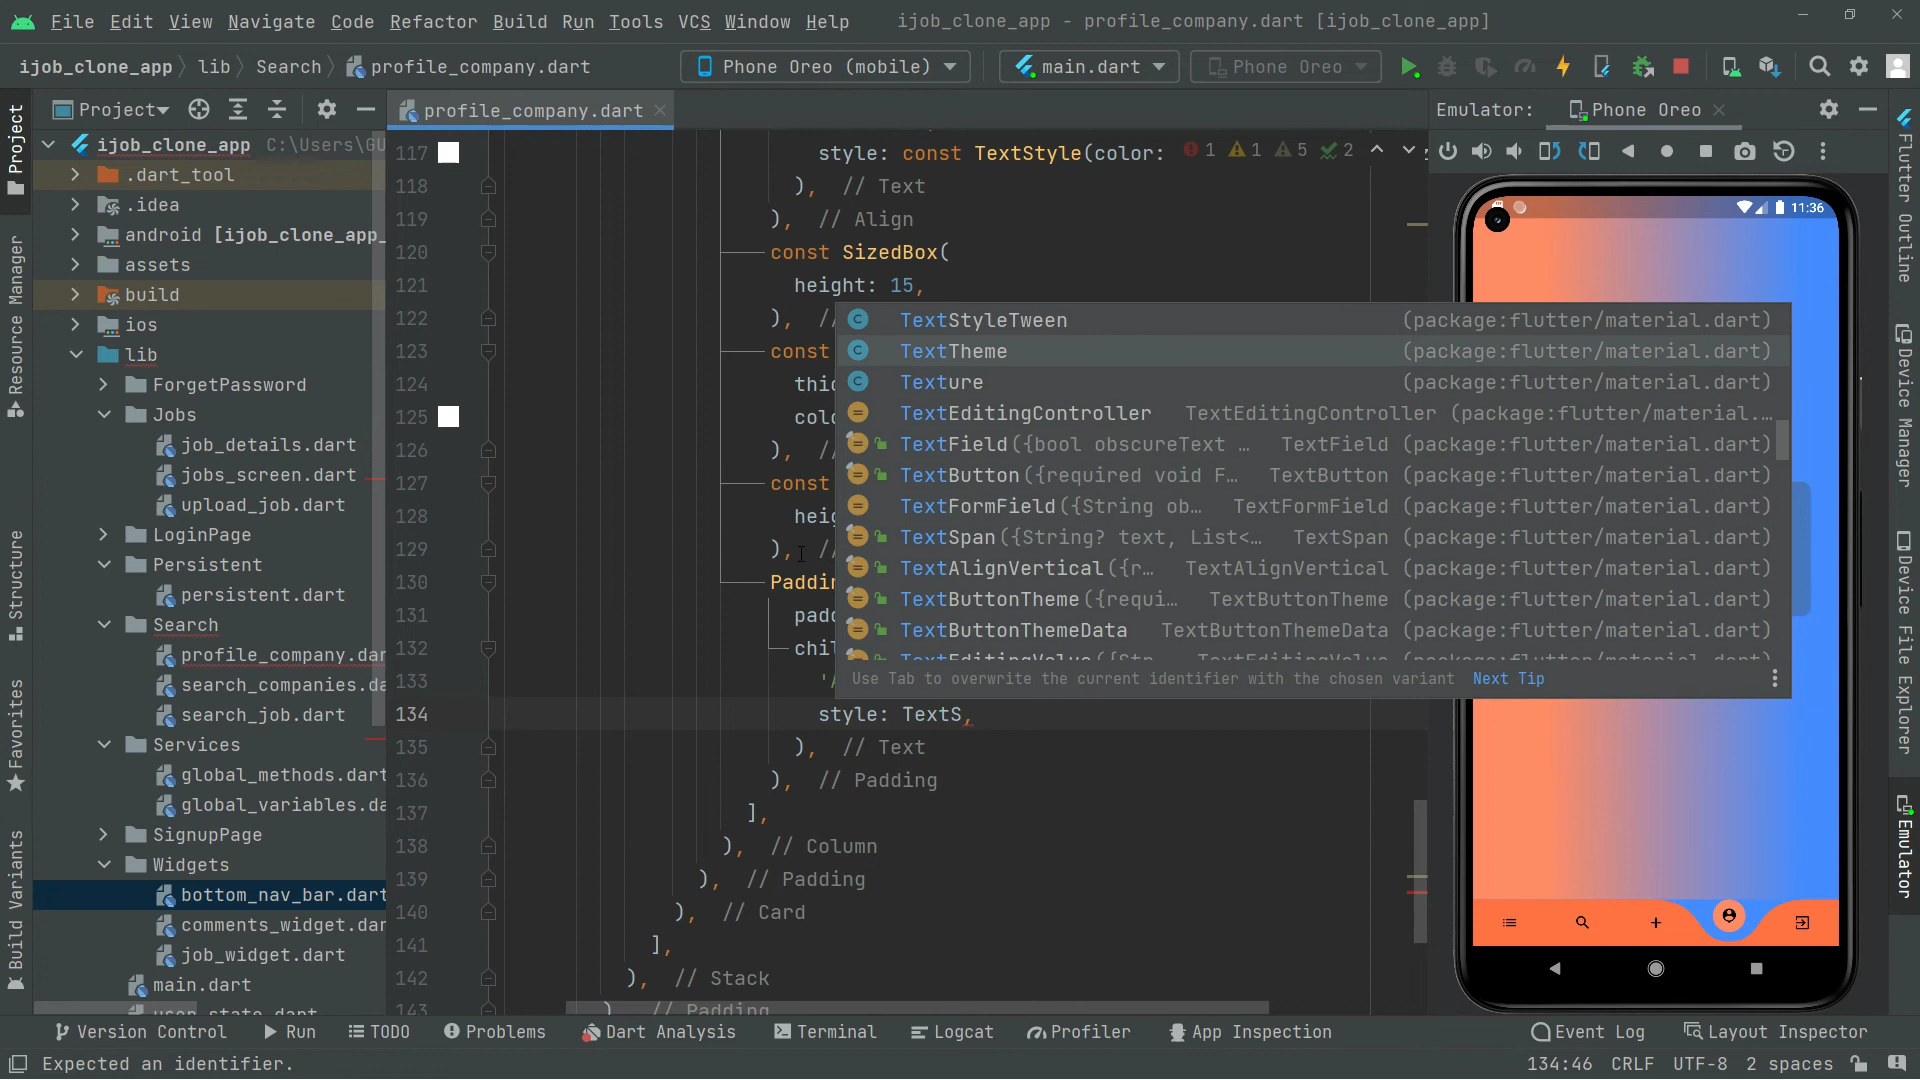 File Edit View Navigate Code Refactor Build Run Tools VCS Window Help ijob_clone_app - profile_company.dart [ijob_clone_app]
ijob_clone_app lib Search profile_company.dart Phone Oreo (mobile) main.dart Phone Oreo
Project profile_company.dart Emulator: Phone Oreo
ijob_clone_app C:\Users\GU
.dart_tool
.idea
android [ijob_clone_app_
assets
build
ios
lib
ForgetPassword
Jobs
job_details.dart
jobs_screen.dart
upload_job.dart
LoginPage
Persistent
persistent.dart
Search
profile_company.dar
search_companies.da
search_job.dart
Services
global_methods.dart
global_variables.da
SignupPage
Widgets
bottom_nav_bar.dart
comments_widget.dar
job_widget.dart
main.dart
user_state.dart
Project
Resource Manager
Structure
Favorites
Build Variants
117 style: const TextStyle(color: 1 1 5 2
118 ), // Text
119 ), // Align
120 const SizedBox(
121 height: 15,
122 ), //
123 const
124 thic
125 colo
126 ), //
127 const
128 heig
129 ), //
130 Paddin
131 padd
132 chil
133 'A
134 style: TextS,
135 ), // Text
136 ), // Padding
137 ],
138 ), // Column
139 ), // Padding
140 ), // Card
141 ],
142 ), // Stack
143 ) // Padding
TextStyleTween (package:flutter/material.dart)
TextTheme (package:flutter/material.dart)
Texture (package:flutter/material.dart)
TextEditingController TextEditingController (package:flutter/material.…
TextField({bool obscureText … TextField (package:flutter/material.dart)
TextButton({required void F… TextButton (package:flutter/material.dart)
TextFormField({String ob… TextFormField (package:flutter/material.dart)
TextSpan({String? text, List<… TextSpan (package:flutter/material.dart)
TextAlignVertical({r… TextAlignVertical (package:flutter/material.dart)
TextButtonTheme({requi… TextButtonTheme (package:flutter/material.dart)
TextButtonThemeData TextButtonThemeData (package:flutter/material.dart)
TextEditingValue({Str… TextEditingValue (package:flutter/material.dart)
Use Tab to overwrite the current identifier with the chosen variant Next Tip
11:36
Flutter Outline
Device Manager
Device File Explorer
Emulator
Version Control Run TODO Problems Dart Analysis Terminal Logcat Profiler App Inspection Event Log Layout Inspector
Expected an identifier. 134:46 CRLF UTF-8 2 spaces